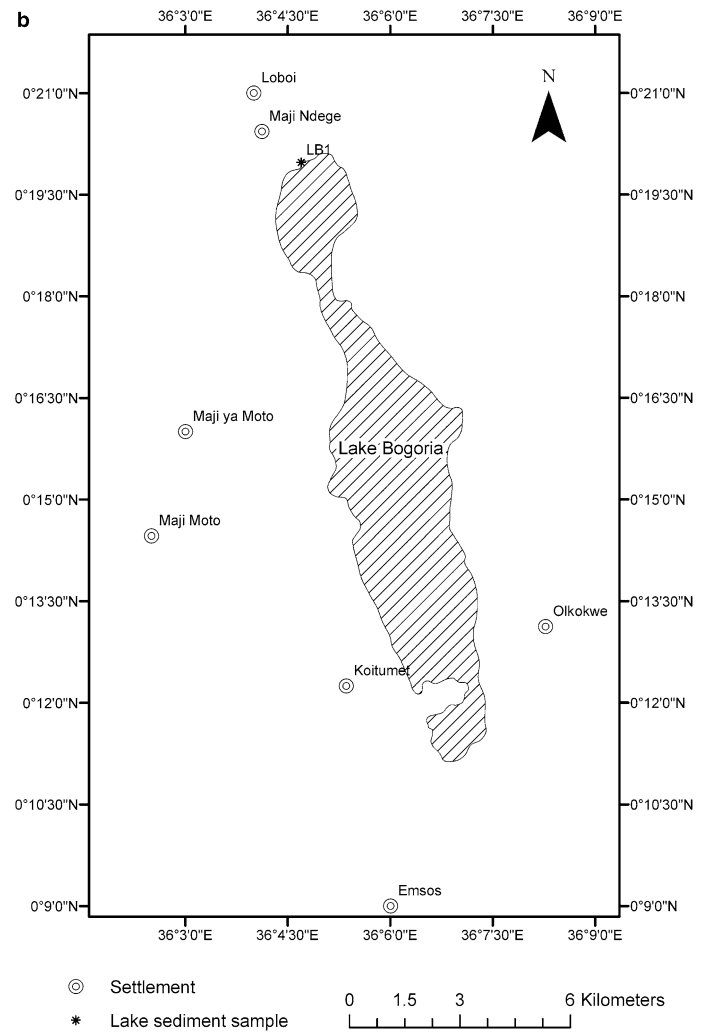 b
36°3'0"E 36°4'30"E 36°6'0"E 36°7'30"E 36°9'0"E
N
Loboi
0°21'0"N 0°21'0"N
Maji Ndege
LB1
0°19'30"N 0°19'30"N
0°18'0"N 0°18'0"N
0°16'30"N 0°16'30"N
Maji ya Moto
Lake Bogoria
0°15'0"N 0°15'0"N
Maji Moto
0°13'30"N 0°13'30"N
Olkokwe
Koitumet
0°12'0"N 0°12'0"N
0°10'30"N 0°10'30"N
Emsos
0°9'0"N 0°9'0"N
36°3'0"E 36°4'30"E 36°6'0"E 36°7'30"E 36°9'0"E
Settlement
0 1.5 3 6 Kilometers
Lake sediment sample